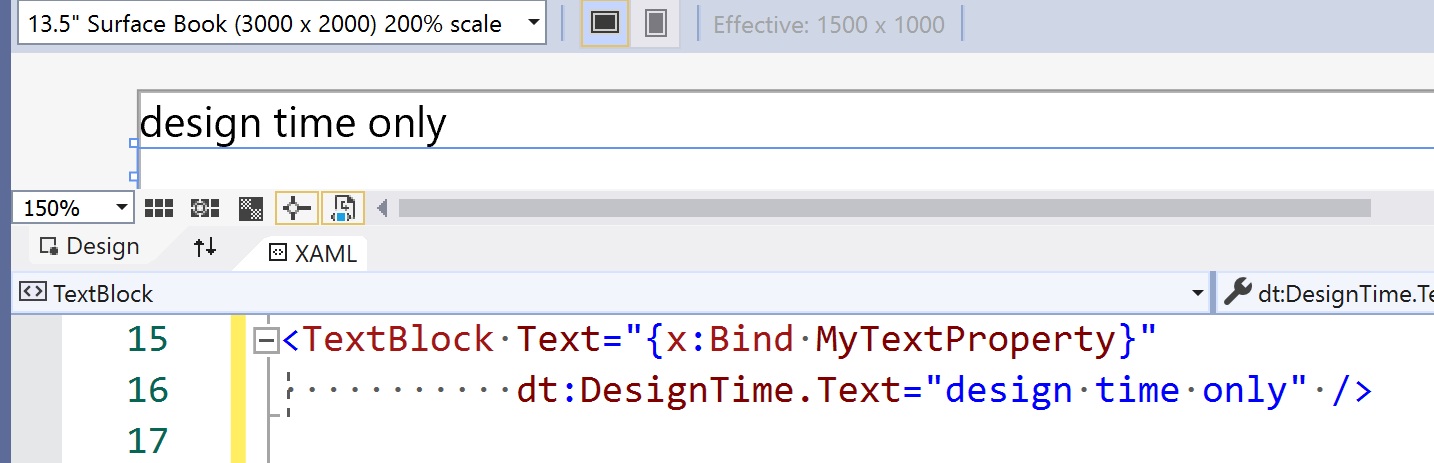 13.5" Surface Book (3000 x 2000) 200% scale Effective: 1500 x 1000
design time only
150%
Design XAML
TextBlock dt:DesignTime.Te
15 <TextBlock Text="{x:Bind MyTextProperty}"
16 dt:DesignTime.Text="design time only" />
17